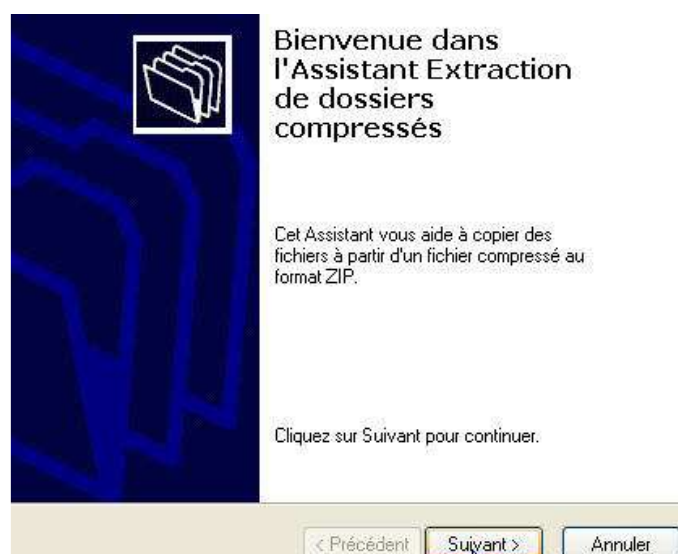 Bienvenue dans
l'Assistant Extraction
de dossiers
compressés
Cet Assistant vous aide à copier des
fichiers à partir d'un fichier compressé au
format ZIP.
Cliquez sur Suivant pour continuer.
< Précédent
Suivant >
Annuler